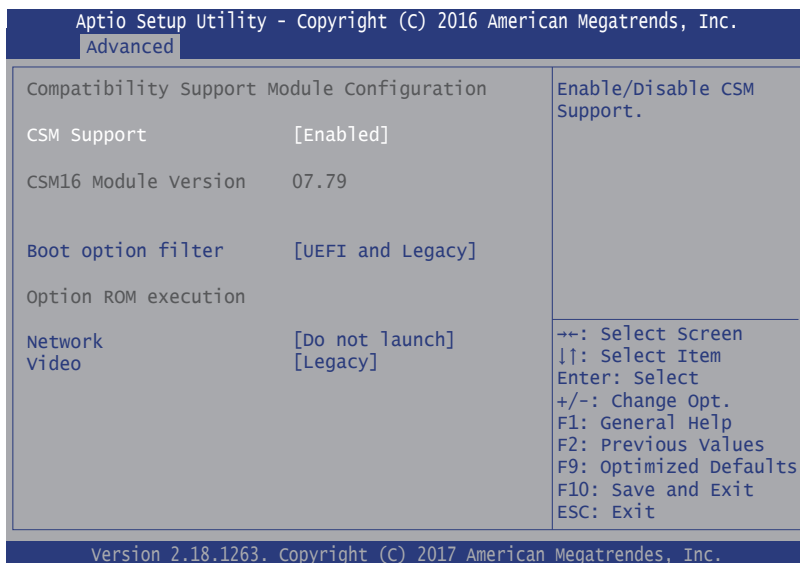 Aptio Setup Utility - Copyright (C) 2016 American Megatrends, Inc.
Advanced
Compatibility Support Module Configuration
CSM Support [Enabled]
CSM16 Module Version 07.79
Boot option filter [UEFI and Legacy]
Option ROM execution
Network [Do not launch]
Video [Legacy]
Enable/Disable CSM
Support.
→←: Select Screen
↓↑: Select Item
Enter: Select
+/-: Change Opt.
F1: General Help
F2: Previous Values
F9: Optimized Defaults
F10: Save and Exit
ESC: Exit
Version 2.18.1263. Copyright (C) 2017 American Megatrendes, Inc.